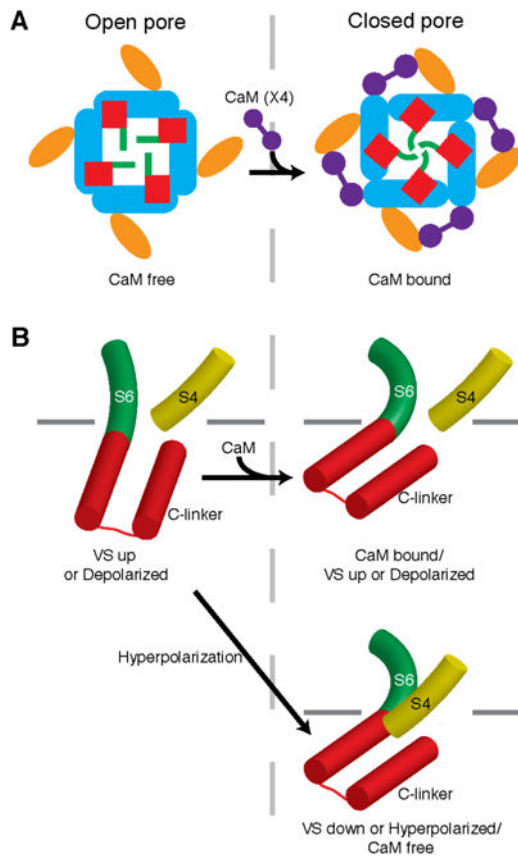 A
Open pore
Closed pore
CaM (X4)
CaM free
CaM bound
B
S6
S4
S6
S4
CaM
C-linker
C-linker
VS up
or Depolarized
CaM bound/
VS up or Depolarized
Hyperpolarization
S6
S4
C-linker
VS down or Hyperpolarized/
CaM free